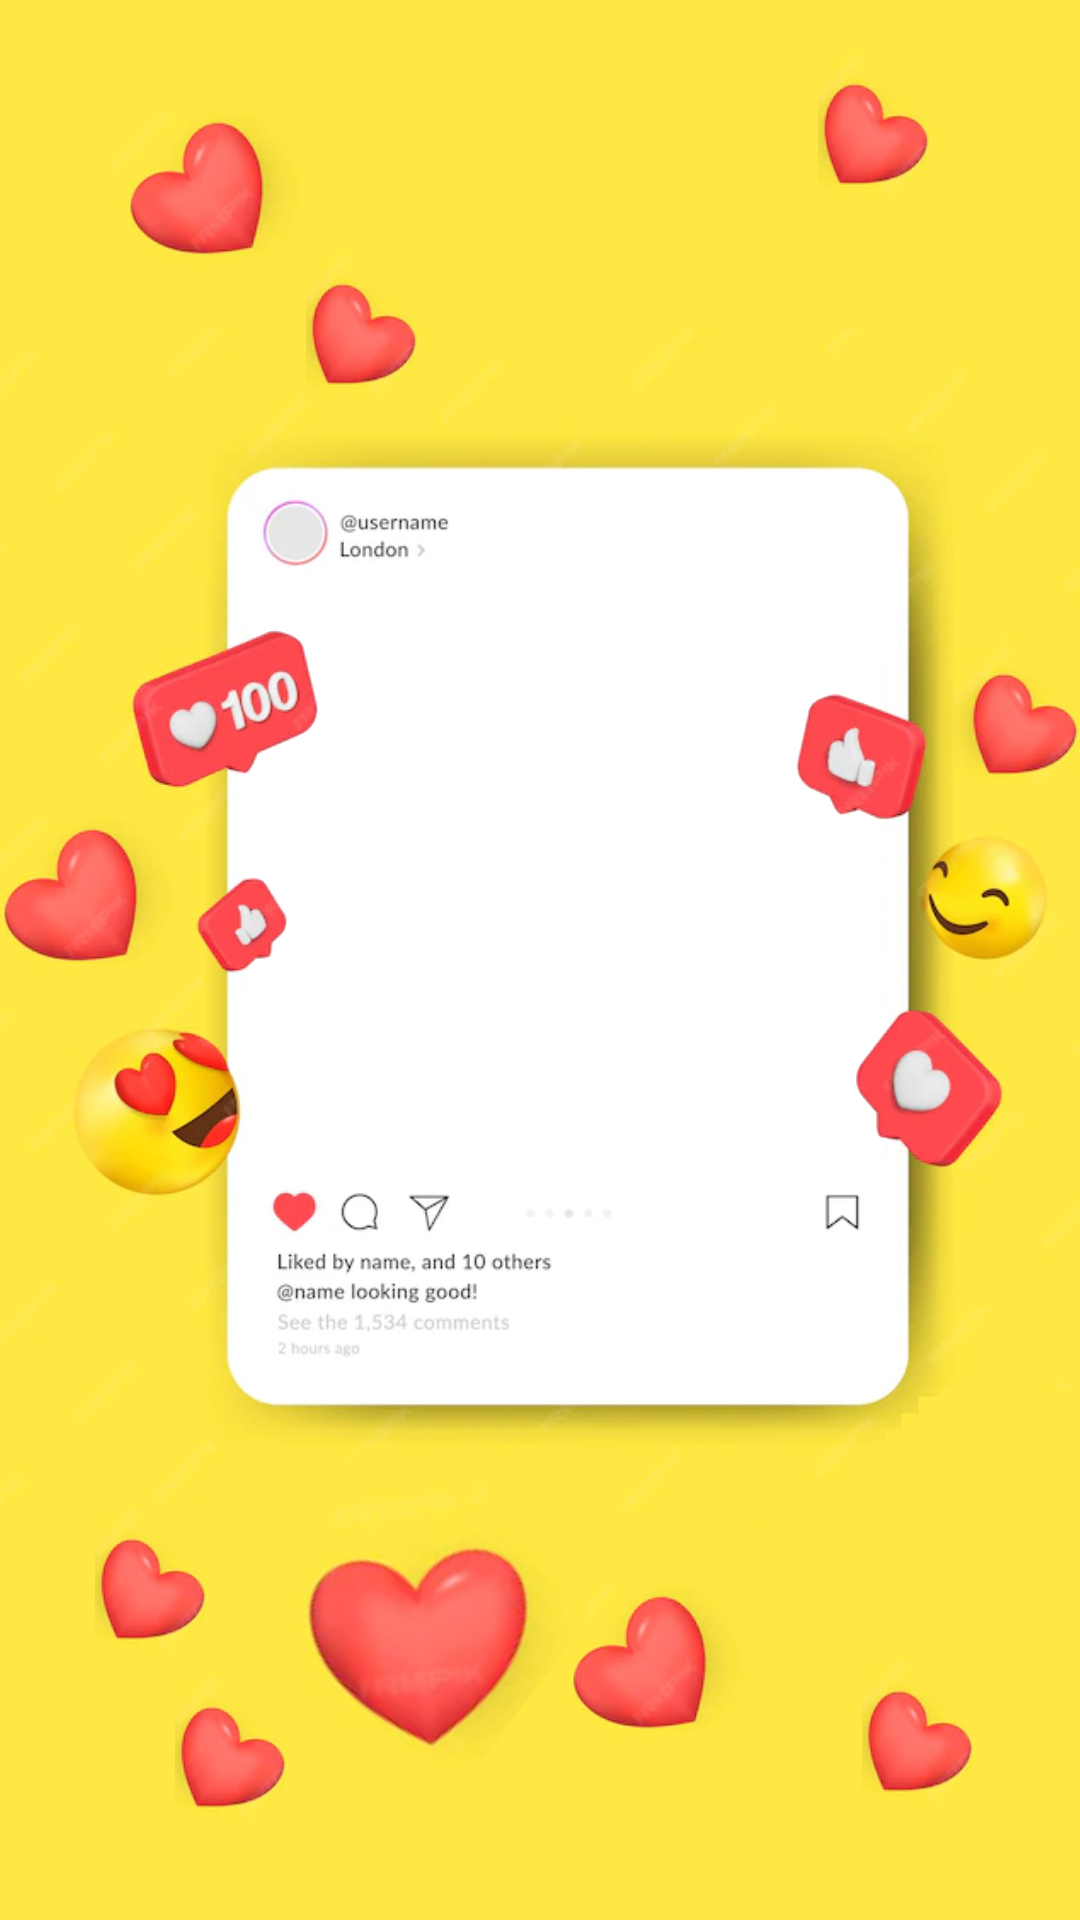 @username
London
100
Liked by name, and 10 others
@name looking good!
See the 1,534 comments
2 hours ago
FREEPIK